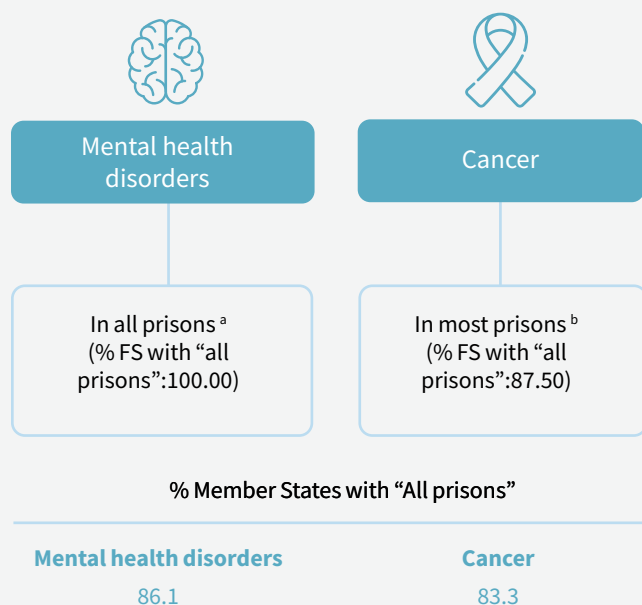 Mental health
disorders
Cancer
In all prisons a
(% FS with “all
prisons”:100.00)
In most prisons b
(% FS with “all
prisons”:87.50)
% Member States with “All prisons”
Mental health disorders
Cancer
86.1
83.3